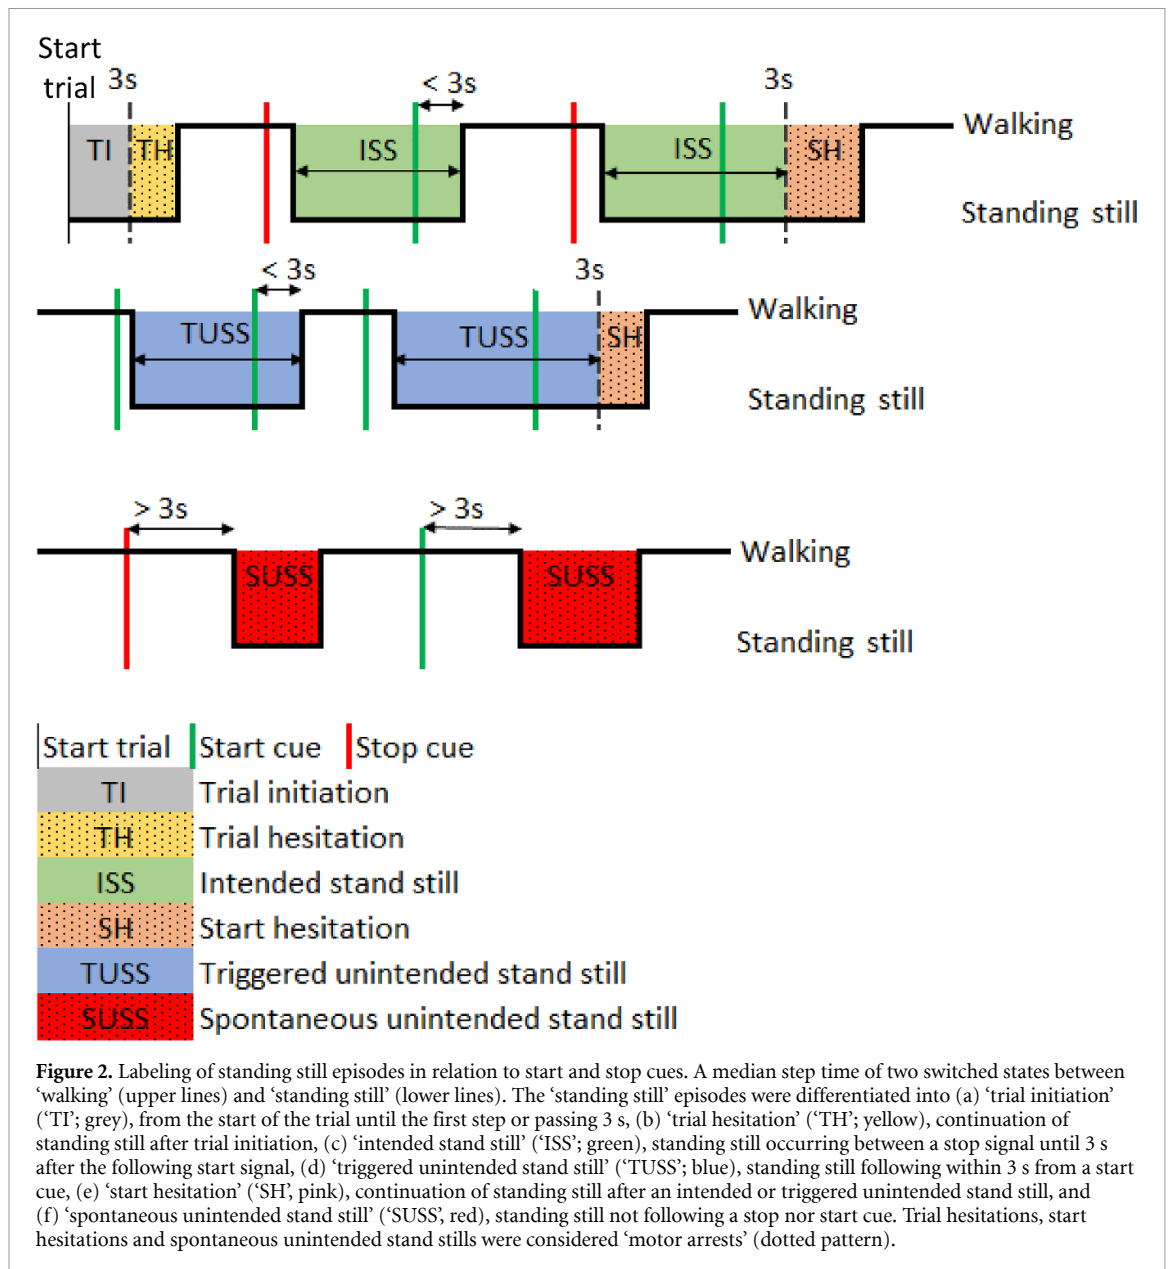 Start
trial
3s
< 3s
3s
TI
TH
ISS
ISS
SH
Walking
Standing still
< 3s
3s
TUSS
TUSS
SH
Walking
Standing still
> 3s
> 3s
SUSS
SUSS
Walking
Standing still
Start trial
Start cue
Stop cue
TI Trial initiation
TH Trial hesitation
ISS Intended stand still
SH Start hesitation
TUSS Triggered unintended stand still
SUSS Spontaneous unintended stand still
Figure 2. Labeling of standing still episodes in relation to start and stop cues. A median step time of two switched states between
‘walking’ (upper lines) and ‘standing still’ (lower lines). The ‘standing still’ episodes were differentiated into (a) ‘trial initiation’
(‘TI’; grey), from the start of the trial until the first step or passing 3 s, (b) ‘trial hesitation’ (‘TH’; yellow), continuation of
standing still after trial initiation, (c) ‘intended stand still’ (‘ISS’; green), standing still occurring between a stop signal until 3 s
after the following start signal, (d) ‘triggered unintended stand still’ (‘TUSS’; blue), standing still following within 3 s from a start
cue, (e) ‘start hesitation’ (‘SH’, pink), continuation of standing still after an intended or triggered unintended stand still, and
(f) ‘spontaneous unintended stand still’ (‘SUSS’, red), standing still not following a stop nor start cue. Trial hesitations, start
hesitations and spontaneous unintended stand stills were considered ‘motor arrests’ (dotted pattern).